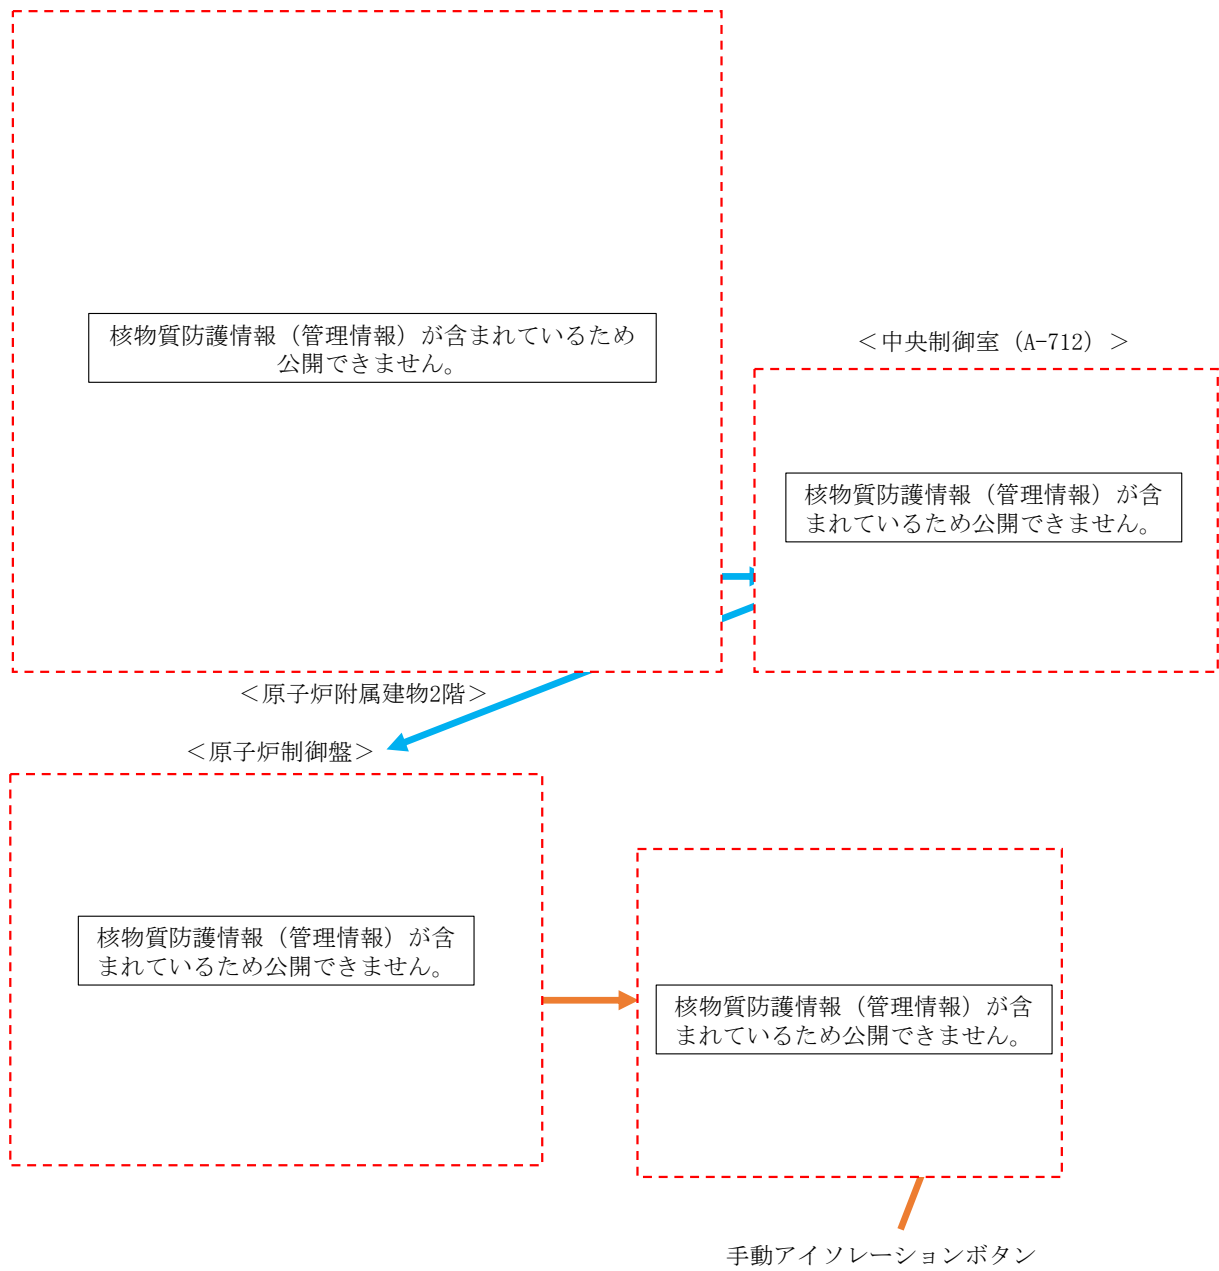 核物質防護情報（管理情報）が含まれているため
公開できません。
＜中央制御室（A-712）＞
核物質防護情報（管理情報）が含
まれているため公開できません。
＜原子炉附属建物2階＞
＜原子炉制御盤＞
核物質防護情報（管理情報）が含
まれているため公開できません。
核物質防護情報（管理情報）が含
まれているため公開できません。
手動アイソレーションボタン